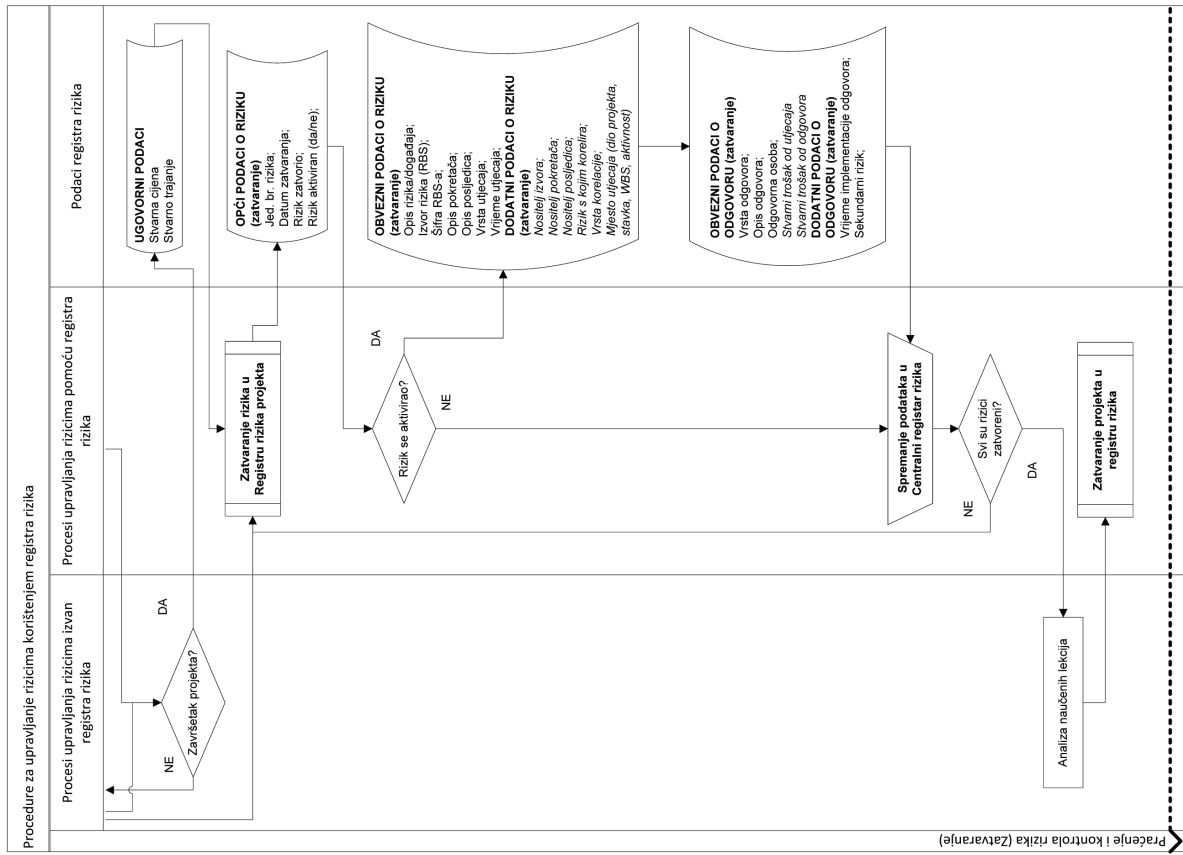 Procedure za upravljanje rizicima korištenjem registra rizika
Procesi upravljanja rizicima izvan
registra rizika
Procesi upravljanja rizicima pomoću registra
rizika
Podaci registra rizika
Praćenje i kontrola rizika (Zatvaranje)
Završetak projekta?
NE
DA
UGOVORNI PODACI
Stvarna cijena
Stvarno trajanje
Zatvaranje rizika u
Registru rizika projekta
OPĆI PODACI O RIZIKU
(zatvaranje)
Jed. br. rizika;
Datum zatvaranja;
Rizik zatvorio;
Rizik aktiviran (da/ne);
Rizik se aktivirao?
DA
NE
OBVEZNI PODACI O RIZIKU
(zatvaranje)
Opis rizika/događaja;
Izvor rizika (RBS);
Šifra RBS-a;
Opis pokretača;
Opis posljedica;
Vrsta utjecaja;
Vrijeme utjecaja;
DODATNI PODACI O RIZIKU
(zatvaranje)
Nositelj izvora;
Nositelj pokretača;
Nositelj posljedica;
Rizik s kojim korelira;
Vrsta korelacije;
Mjesto utjecaja (dio projekta,
stavka, WBS, aktivnost)
OBVEZNI PODACI O
ODGOVORU (zatvaranje)
Vrsta odgovora;
Opis odgovora;
Odgovorna osoba;
Stvarni trošak od utjecaja
Stvarni trošak od odgovora
DODATNI PODACI O
ODGOVORU (zatvaranje)
Vrijeme implementacije odgovora;
Sekundarni rizik;
Spremanje podataka u
Centralni registar rizika
Svi su rizici
zatvoreni?
NE
DA
Analiza naučenih lekcija
Zatvaranje projekta u
registru rizika